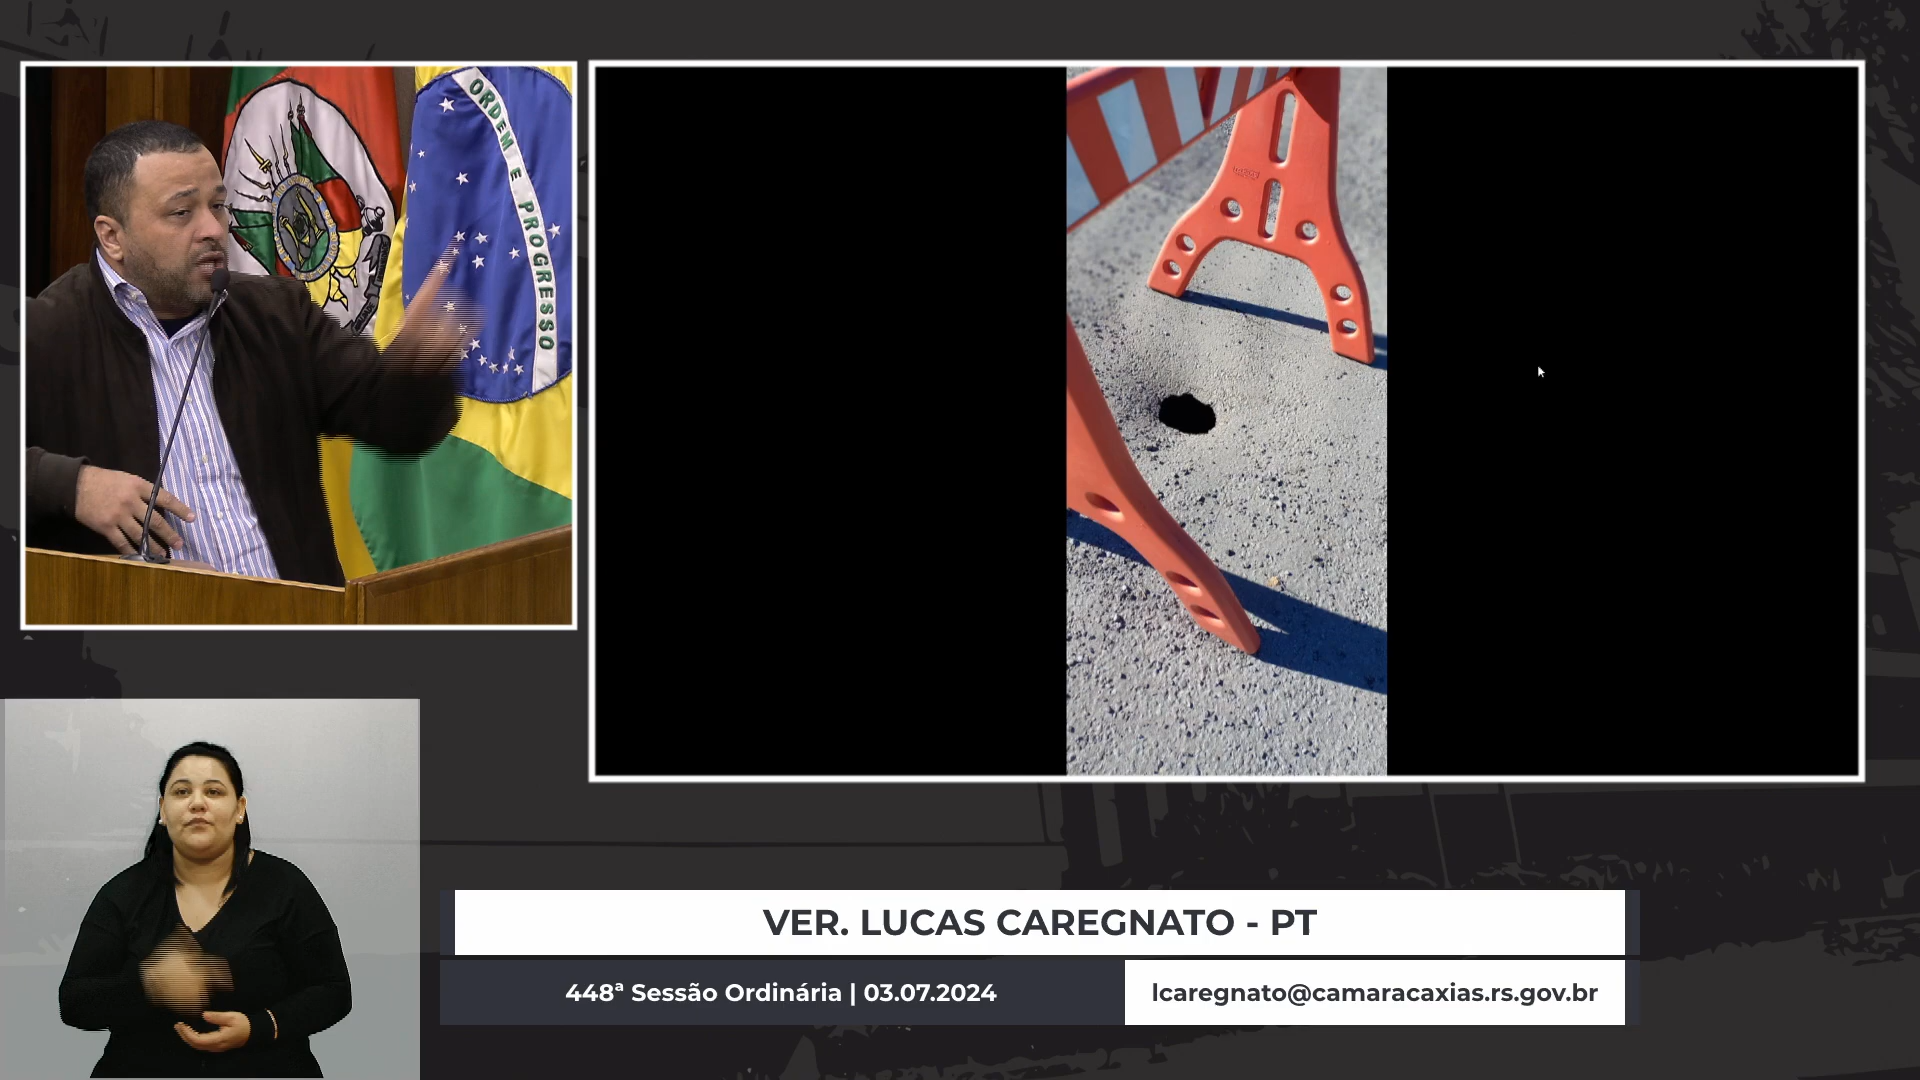 ORDEM E PROGRESSO
VER. LUCAS CAREGNATO - PT
448ª Sessão Ordinária | 03.07.2024
lcaregnato@camaracaxias.rs.gov.br